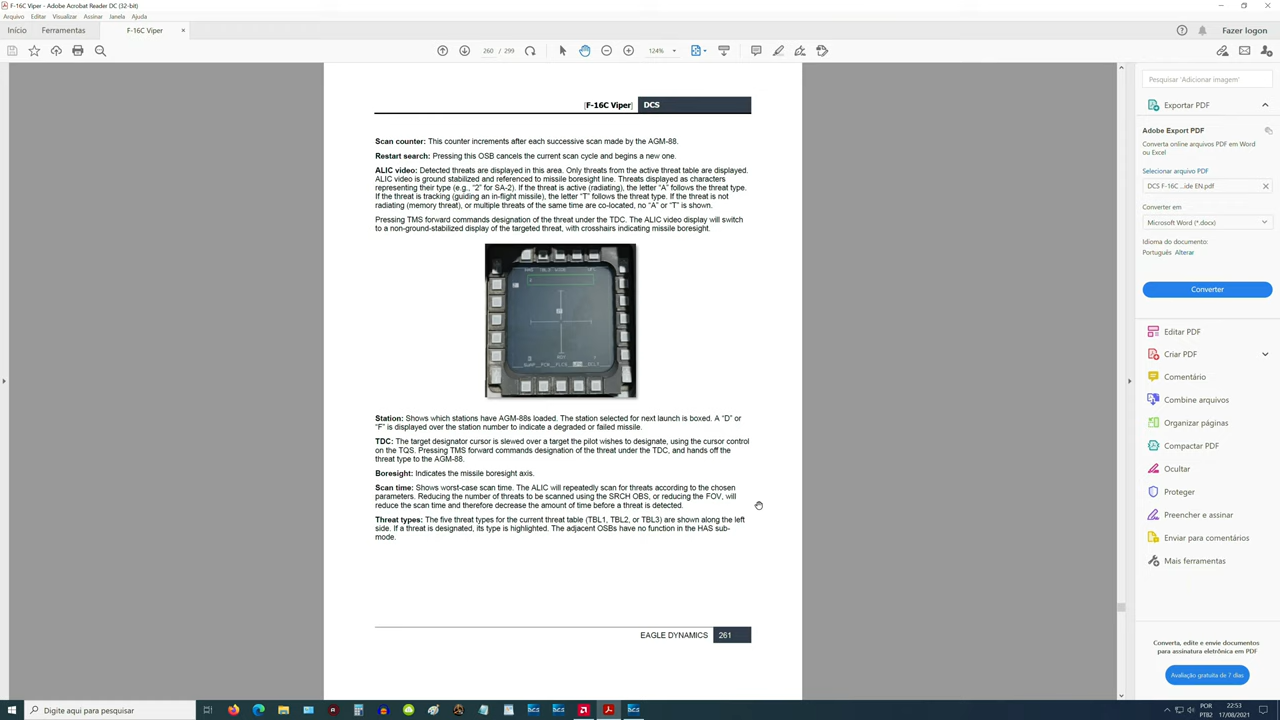 F-16C Viper - Adobe Acrobat Reader DC (32-bit)
Arquivo Editar Visualizar Assinar Janela Ajuda
Início Ferramentas F-16C Viper × Fazer logon
260 / 299 124%
Pesquisar 'Adicionar imagem'
[F-16C Viper] DCS
Scan counter: This counter increments after each successive scan made by the AGM-88.
Restart search: Pressing this OSB cancels the current scan cycle and begins a new one.
ALIC video: Detected threats are displayed in this area. Only threats from the active threat table are displayed.
ALIC video is ground stabilized and referenced to missile boresight line. Threats displayed as characters
representing their type (e.g., "2" for SA-2). If the threat is active (radiating), the letter "A" follows the threat type.
If the threat is tracking (guiding an in-flight missile), the letter "T" follows the threat type. If the threat is not
radiating (memory threat), or multiple threats of the same time are co-located, no "A" or "T" is shown.
Pressing TMS forward commands designation of the threat under the TDC. The ALIC video display will switch
to a non-ground-stabilized display of the targeted threat, with crosshairs indicating missile boresight.
Station: Shows which stations have AGM-88s loaded. The station selected for next launch is boxed. A "D" or
"F" is displayed over the station number to indicate a degraded or failed missile.
TDC: The target designator cursor is slewed over a target the pilot wishes to designate, using the cursor control
on the TQS. Pressing TMS forward commands designation of the threat under the TDC, and hands off the
threat type to the AGM-88.
Boresight: Indicates the missile boresight axis.
Scan time: Shows worst-case scan time. The ALIC will repeatedly scan for threats according to the chosen
parameters. Reducing the number of threats to be scanned using the SRCH OBS, or reducing the FOV, will
reduce the scan time and therefore decrease the amount of time before a threat is detected.
Threat types: The five threat types for the current threat table (TBL1, TBL2, or TBL3) are shown along the left
side. If a threat is designated, its type is highlighted. The adjacent OSBs have no function in the HAS sub-
mode.
EAGLE DYNAMICS 261
Exportar PDF
Adobe Export PDF
Converta online arquivos PDF em Word
ou Excel
Selecionar arquivo PDF
DCS F-16C ...ide EN.pdf ×
Converter em
Microsoft Word (*.docx)
Idioma do documento:
Português Alterar
Converter
Editar PDF
Criar PDF
Comentário
Combine arquivos
Organizar páginas
Compactar PDF
Ocultar
Proteger
Preencher e assinar
Enviar para comentários
Mais ferramentas
Converta, edite e envie documentos
para assinatura eletrônica em PDF
Avaliação gratuita de 7 dias
Digite aqui para pesquisar
POR
PTB2
22:53
17/08/2021